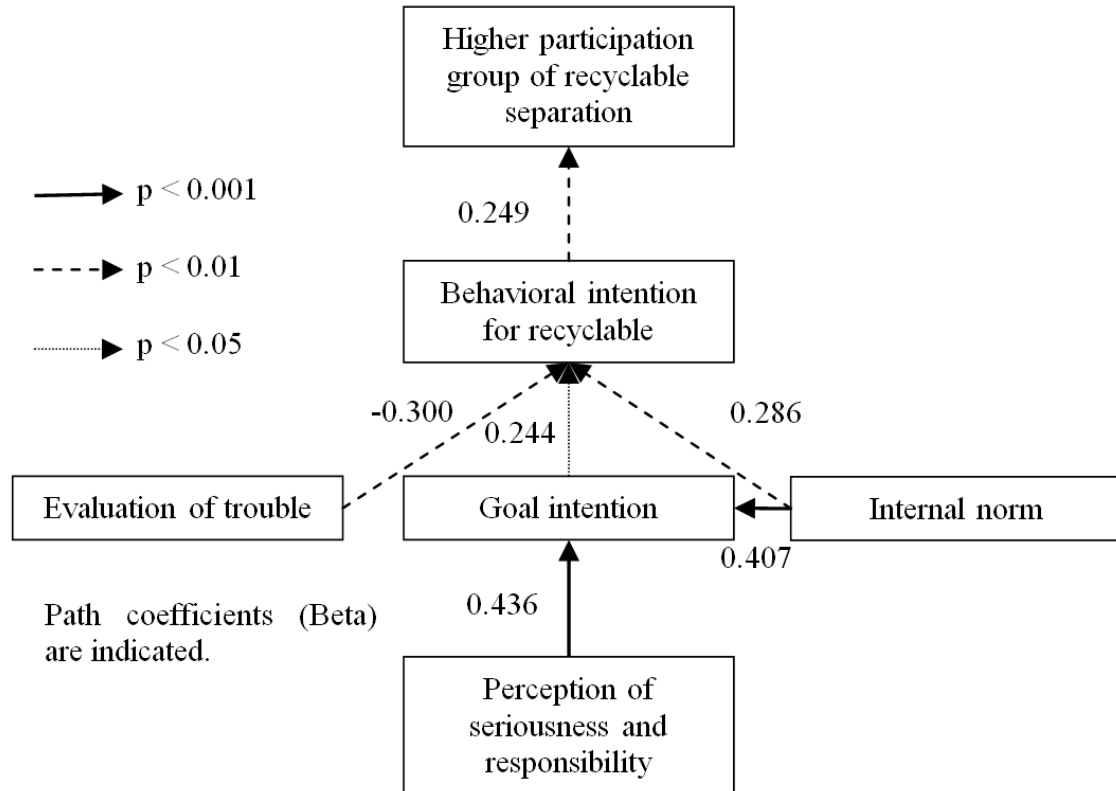 Higher participation
group of recyclable
separation
p < 0.001
0.249
p < 0.01
Behavioral intention
for recyclable
p < 0.05
-0.300
0.244
0.286
Evaluation of trouble
Goal intention
Internal norm
0.407
Path coefficients (Beta)
are indicated.
0.436
Perception of
seriousness and
responsibility